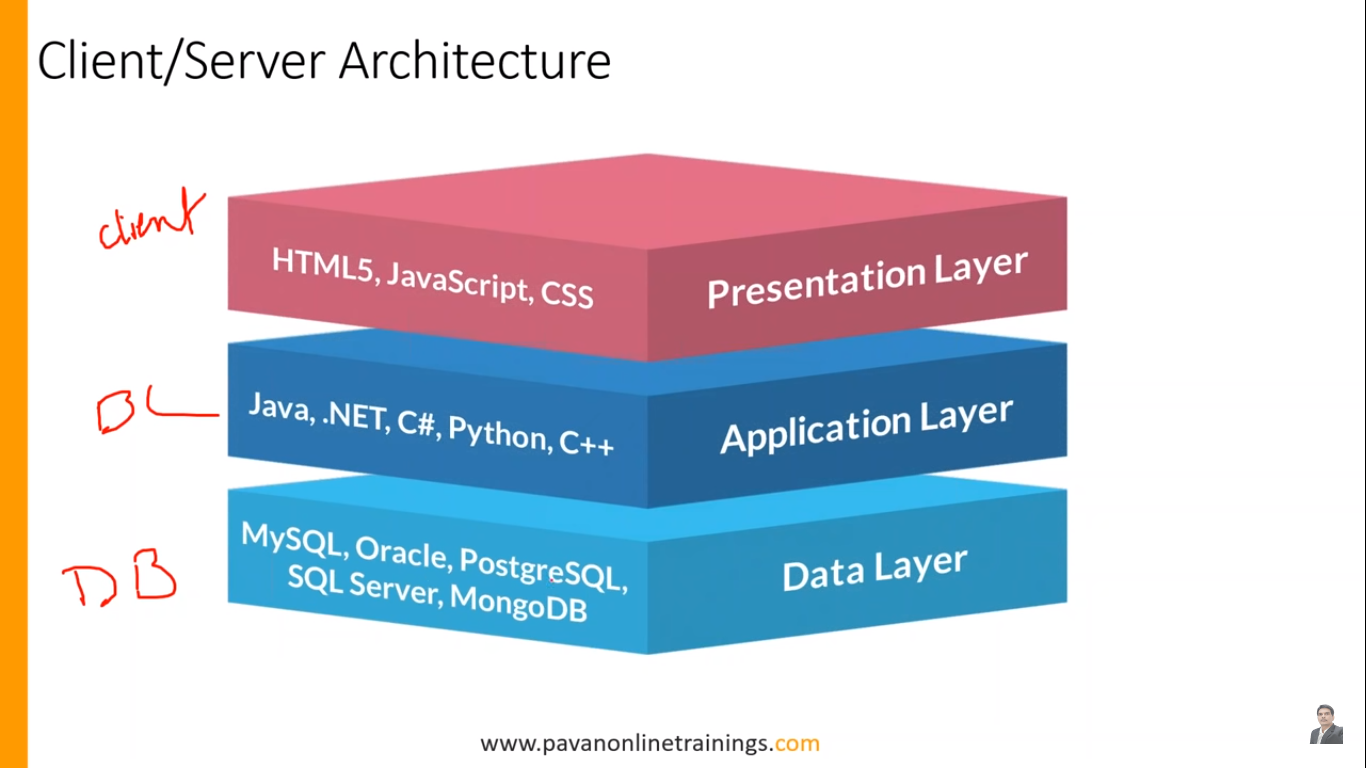 Client/Server Architecture
client
HTML5, JavaScript, CSS
Presentation Layer
BL
Java, .NET, C#, Python, C++
Application Layer
DB
MySQL, Oracle, PostgreSQL,
SQL Server, MongoDB
Data Layer
www.pavanonlinetrainings.com